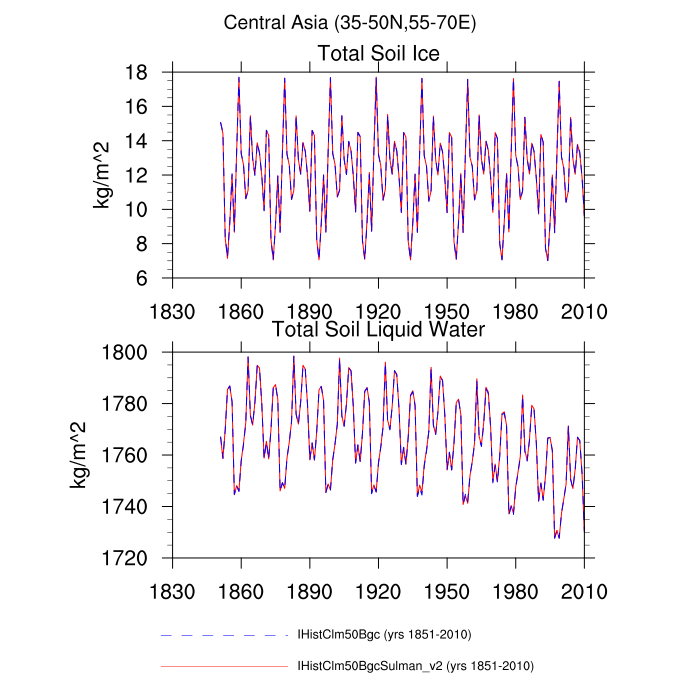 Central Asia (35-50N,55-70E)
Total Soil Ice
kg/m^2
18
16
14
12
10
8
6
1830 1860 1890 1920 1950 1980 2010
Total Soil Liquid Water
kg/m^2
1800
1780
1760
1740
1720
1830 1860 1890 1920 1950 1980 2010
IHistClm50Bgc (yrs 1851-2010)
IHistClm50BgcSulman_v2 (yrs 1851-2010)